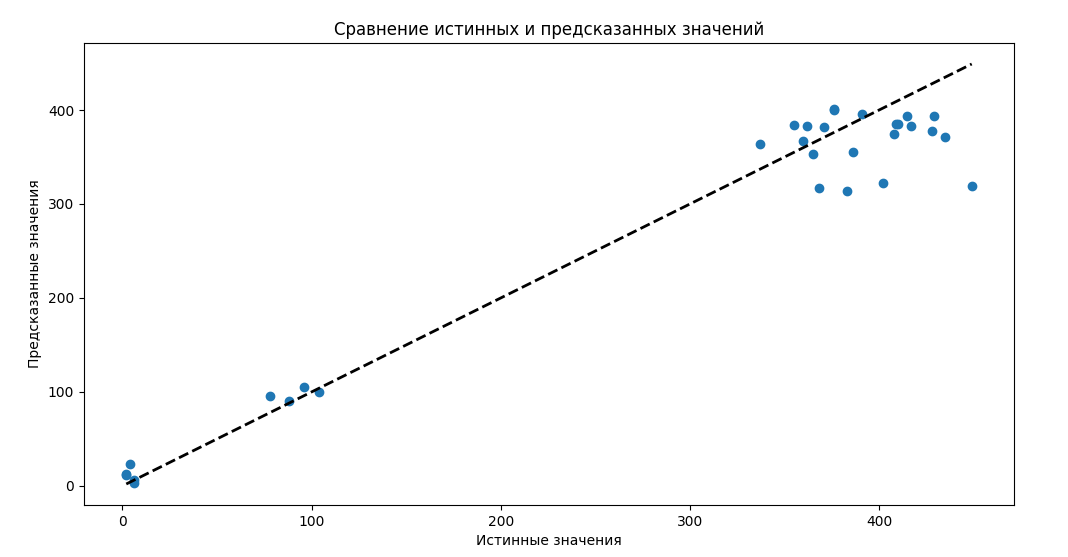 Сравнение истинных и предсказанных значений
Предсказанные значения
400
300
200
100
0
0 100 200 300 400
Истинные значения